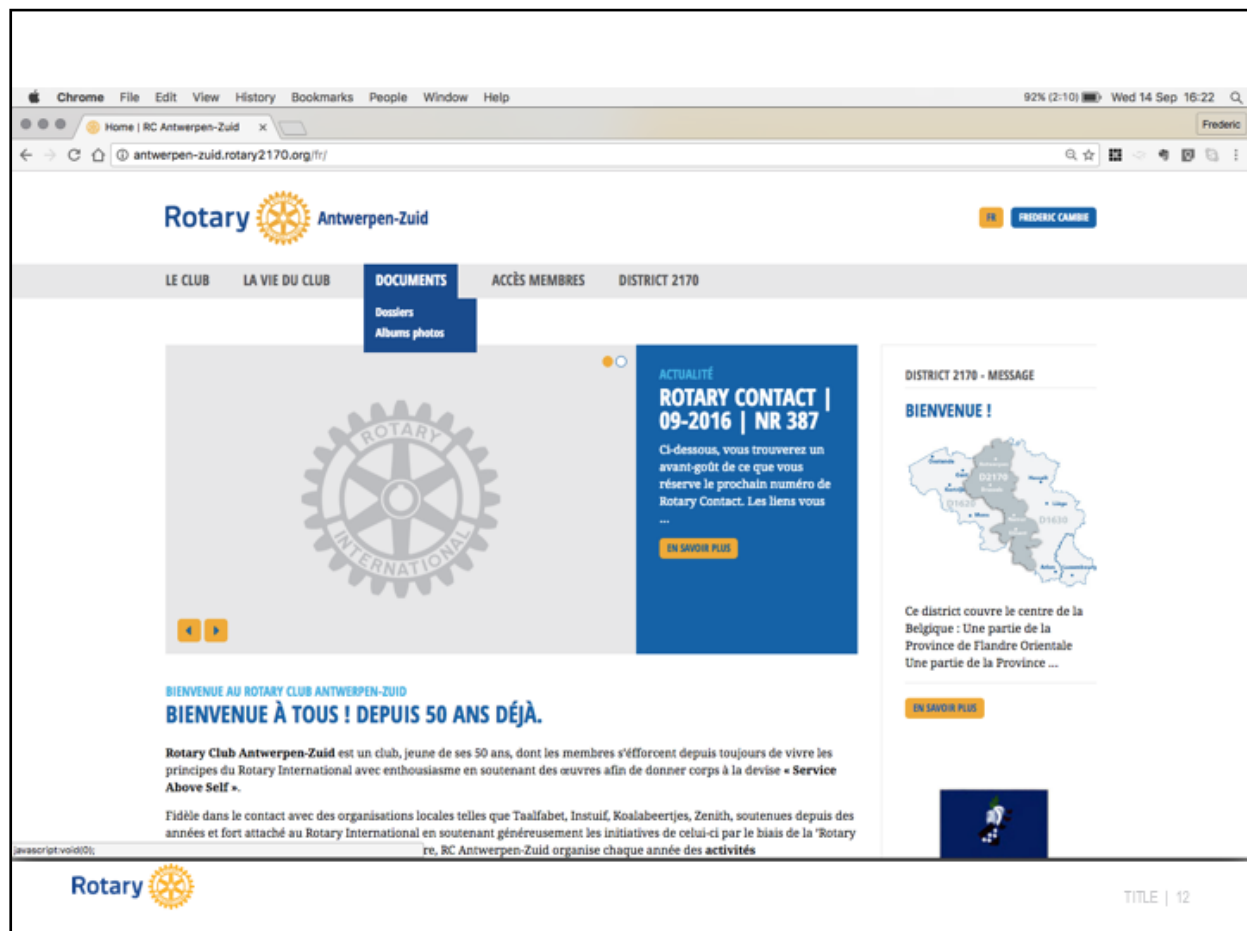 Chrome File Edit View History Bookmarks People Window Help 92% (2:10) Wed 14 Sep 16:22
Home | RC Antwerpen-Zuid x Frederic
antwerpen-zuid.rotary2170.org/fr/
Rotary Antwerpen-Zuid FR FREDERIC CAMBIE
LE CLUB LA VIE DU CLUB DOCUMENTS ACCÈS MEMBRES DISTRICT 2170
Dossiers
Albums photos
ROTARY
INTERNATIONAL
ACTUALITÉ
ROTARY CONTACT |
09-2016 | NR 387
Ci-dessous, vous trouverez un
avant-goût de ce que vous
réserve le prochain numéro de
Rotary Contact. Les liens vous
...
EN SAVOIR PLUS
DISTRICT 2170 - MESSAGE
BIENVENUE !
D2170
D1620
D1630
Ce district couvre le centre de la
Belgique : Une partie de la
Province de Flandre Orientale
Une partie de la Province ...
EN SAVOIR PLUS
BIENVENUE AU ROTARY CLUB ANTWERPEN-ZUID
BIENVENUE À TOUS ! DEPUIS 50 ANS DÉJÀ.
Rotary Club Antwerpen-Zuid est un club, jeune de ses 50 ans, dont les membres s'éfforcent depuis toujours de vivre les
principes du Rotary International avec enthousiasme en soutenant des œuvres afin de donner corps à la devise « Service
Above Self ».
Fidèle dans le contact avec des organisations locales telles que Taalfabet, Instuif, Koalabeertjes, Zenith, soutenues depuis des
années et fort attaché au Rotary International en soutenant généreusement les initiatives de celui-ci par le biais de la "Rotary
javascript:void(0); re, RC Antwerpen-Zuid organise chaque année des activités
Rotary
TITLE | 12